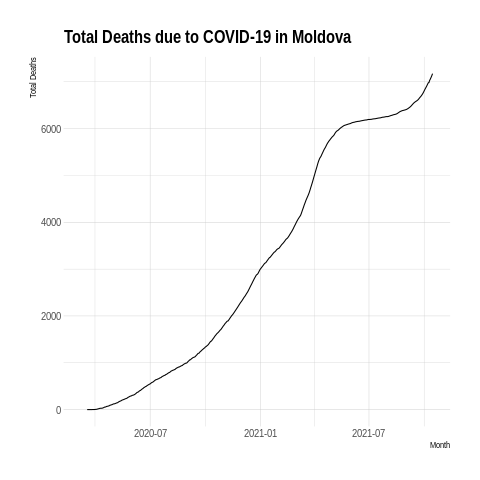 Total Deaths due to COVID-19 in Moldova
Total Deaths
6000
4000
2000
0
2020-07
2021-01
2021-07
Month